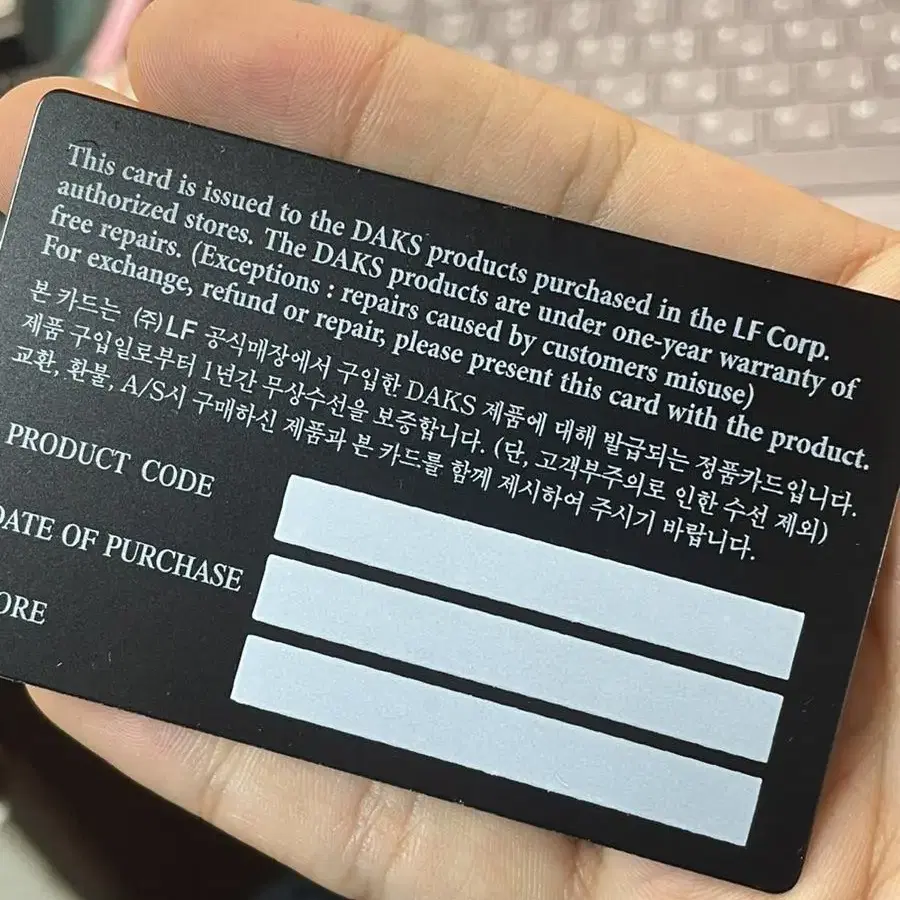 This card is issued to the DAKS products purchased in the LF Corp.
authorized stores. The DAKS products are under one-year warranty of
free repairs. (Exceptions : repairs caused by customers misuse)
For exchange, refund or repair, please present this card with the product.
본 카드는 (주)LF 공식매장에서 구입한 DAKS 제품에 대해 발급되는 정품카드입니다.
제품 구입일로부터 1년간 무상수선을 보증합니다. (단, 고객부주의로 인한 수선 제외)
교환, 환불, A/S시 구매하신 제품과 본 카드를 함께 제시하여 주시기 바랍니다.
PRODUCT CODE
DATE OF PURCHASE
ORE